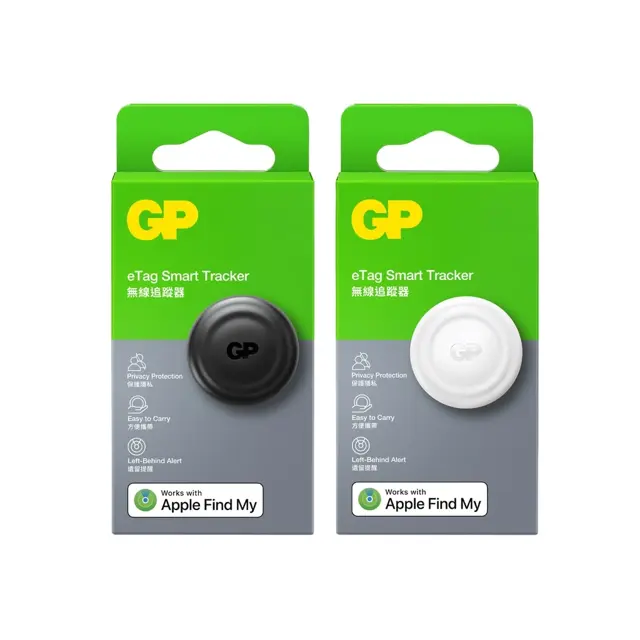 GP
eTag Smart Tracker
無線追蹤器
GP
Privacy Protection
保護隱私
Easy to Carry
方便攜帶
Left-Behind Alert
遺留提醒
Works with
Apple Find My
GP
eTag Smart Tracker
無線追蹤器
GP
Privacy Protection
保護隱私
Easy to Carry
方便攜帶
Left-Behind Alert
遺留提醒
Works with
Apple Find My